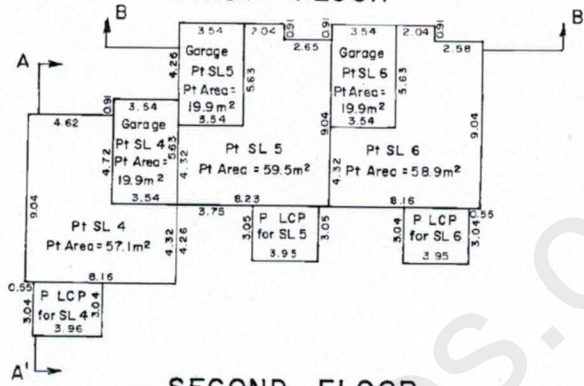 FLOOR
B
B
A
3.54
2.04
0.91
2.65
0.91
3.54
2.04
0.91
2.58
4.26
Garage
Pt SL5
Pt Area=
19.9m²
3.54
5.63
Garage
Pt SL 6
Pt Area=
19.9m²
3.54
5.63
9.04
9.04
4.62
0.91
3.54
Garage
Pt SL 4
Pt Area=
19.9m²
3.54
4.72
5.63
4.32
Pt SL 5
Pt Area = 59.5m²
4.32
Pt SL 6
Pt Area = 58.9m²
9.04
Pt SL 4
Pt Area=57.1m²
8.16
4.32
4.26
3.75
8.23
8.16
0.55
3.05
P LCP
for SL5
3.05
3.95
3.04
P LCP
for SL6
3.04
3.95
0.55
3.04
P LCP
for SL 4
3.04
3.96
A'
SECOND FLOOR